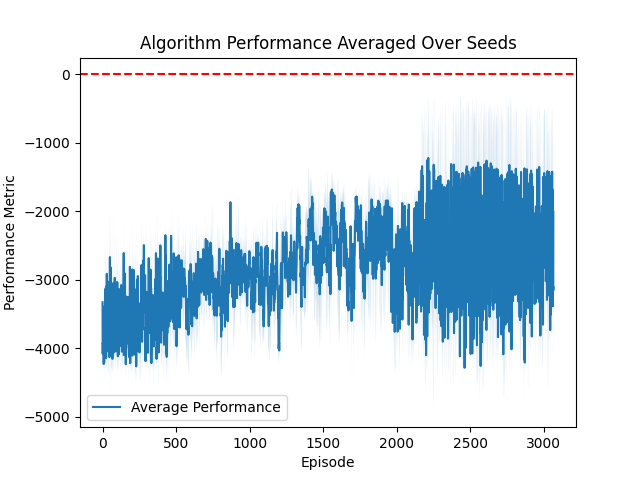 Algorithm Performance Averaged Over Seeds
0
−1000
−2000
−3000
−4000
−5000
Performance Metric
Average Performance
0 500 1000 1500 2000 2500 3000
Episode